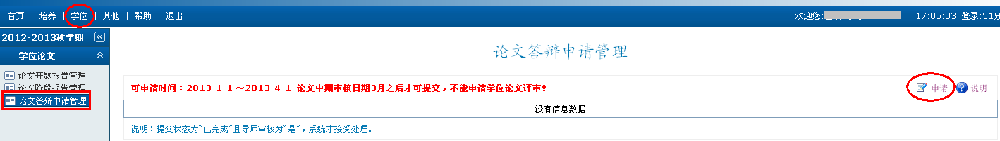 首页 | 培养 | 学位 | 其他 | 帮助 | 退出
欢迎您: 17:05:03 登录:51分
2012-2013秋学期
学位论文
论文开题报告管理
论文阶段报告管理
论文答辩申请管理
论文答辩申请管理
可申请时间：2013-1-1 ～2013-4-1 论文中期审核日期3月之后才可提交，不能申请学位论文评审！
申请 说明
没有信息数据
说明：提交状态为“已完成”且导师审核为“是”，系统才接受处理。